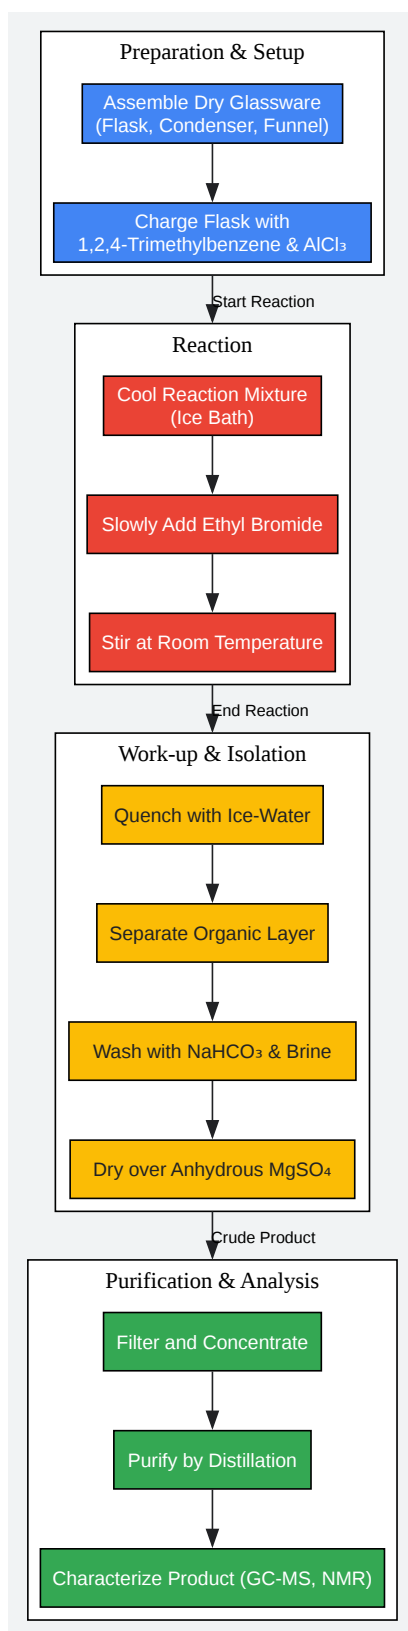 Preparation & Setup
Assemble Dry Glassware
(Flask, Condenser, Funnel)
Charge Flask with
1,2,4-Trimethylbenzene & AlCl₃
Start Reaction
Reaction
Cool Reaction Mixture
(Ice Bath)
Slowly Add Ethyl Bromide
Stir at Room Temperature
End Reaction
Work-up & Isolation
Quench with Ice-Water
Separate Organic Layer
Wash with NaHCO₃ & Brine
Dry over Anhydrous MgSO₄
Crude Product
Purification & Analysis
Filter and Concentrate
Purify by Distillation
Characterize Product (GC-MS, NMR)